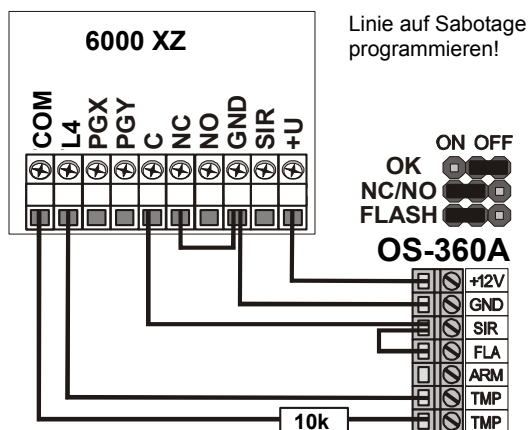 6000 XZ
Linie auf Sabotage
programmieren!
COM
L4
PGX
PGY
C
NC
NO
GND
SIR
+U
ON OFF
OK
NC/NO
FLASH
OS-360A
+12V
GND
SIR
FLA
ARM
TMP
TMP
10k